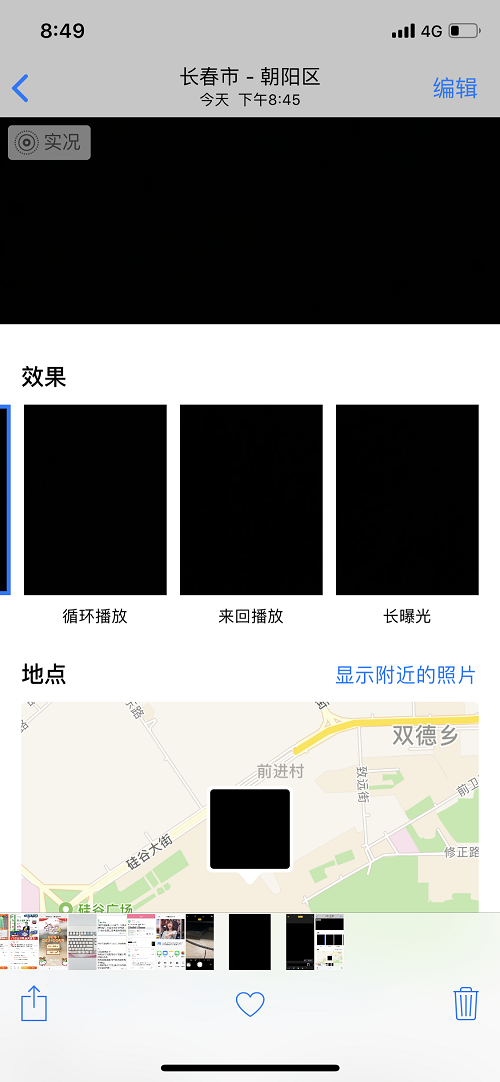 8:49
4G
长春市 - 朝阳区
今天 下午8:45
编辑
实况
效果
循环播放
来回播放
长曝光
地点
显示附近的照片
双德乡
前进村
致远街
前卫
硅谷大街
修正路
硅谷广场